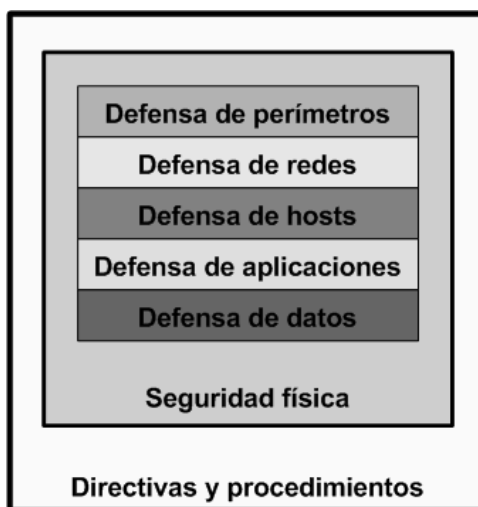 Defensa de perímetros
Defensa de redes
Defensa de hosts
Defensa de aplicaciones
Defensa de datos
Seguridad física
Directivas y procedimientos